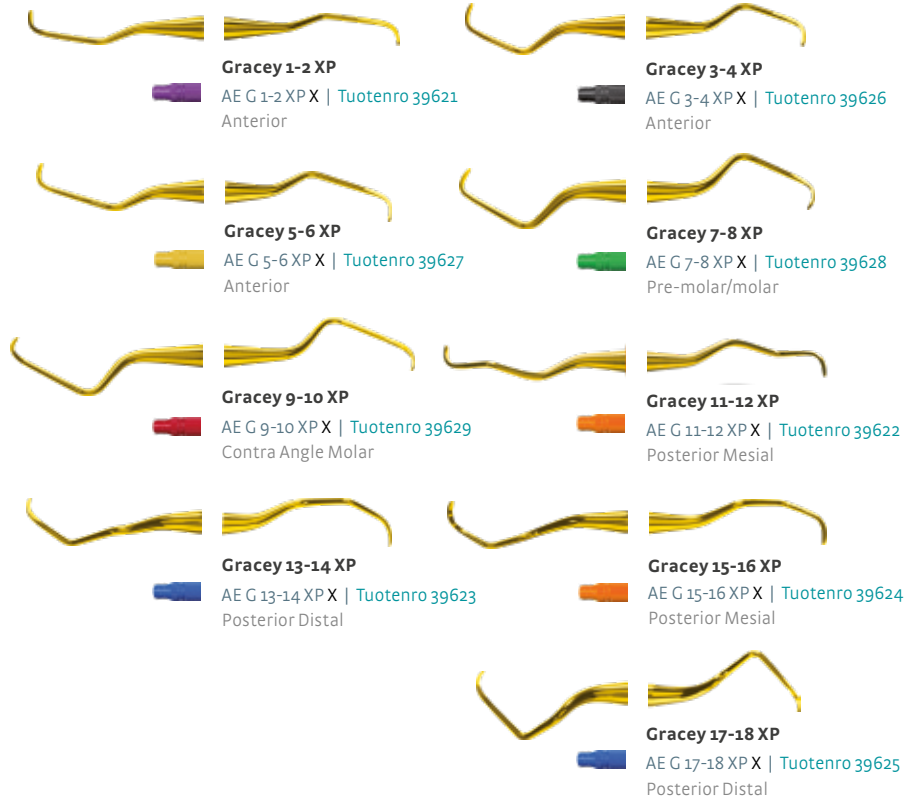 Gracey 1-2 XP
AE G 1-2 XP X | Tuotenro 39621
Anterior
Gracey 3-4 XP
AE G 3-4 XP X | Tuotenro 39626
Anterior
Gracey 5-6 XP
AE G 5-6 XP X | Tuotenro 39627
Anterior
Gracey 7-8 XP
AE G 7-8 XP X | Tuotenro 39628
Pre-molar/molar
Gracey 9-10 XP
AE G 9-10 XP X | Tuotenro 39629
Contra Angle Molar
Gracey 11-12 XP
AE G 11-12 XP X | Tuotenro 39622
Posterior Mesial
Gracey 13-14 XP
AE G 13-14 XP X | Tuotenro 39623
Posterior Distal
Gracey 15-16 XP
AE G 15-16 XP X | Tuotenro 39624
Posterior Mesial
Gracey 17-18 XP
AE G 17-18 XP X | Tuotenro 39625
Posterior Distal